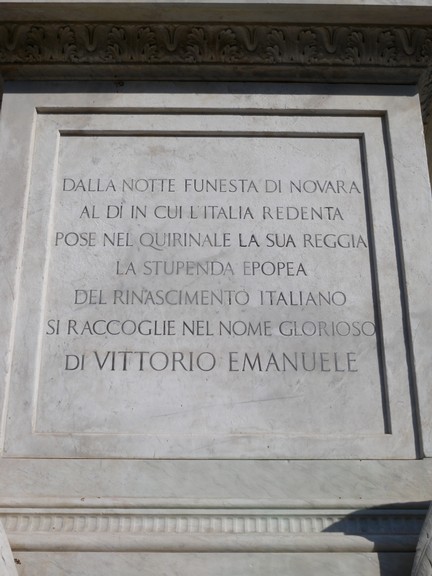 DALLA NOTTE FUNESTA DI NOVARA
AL DÌ IN CUI L'ITALIA REDENTA
POSE NEL QUIRINALE LA SUA REGGIA
LA STUPENDA EPOPEA
DEL RINASCIMENTO ITALIANO
SI RACCOGLIE NEL NOME GLORIOSO
DI VITTORIO EMANUELE